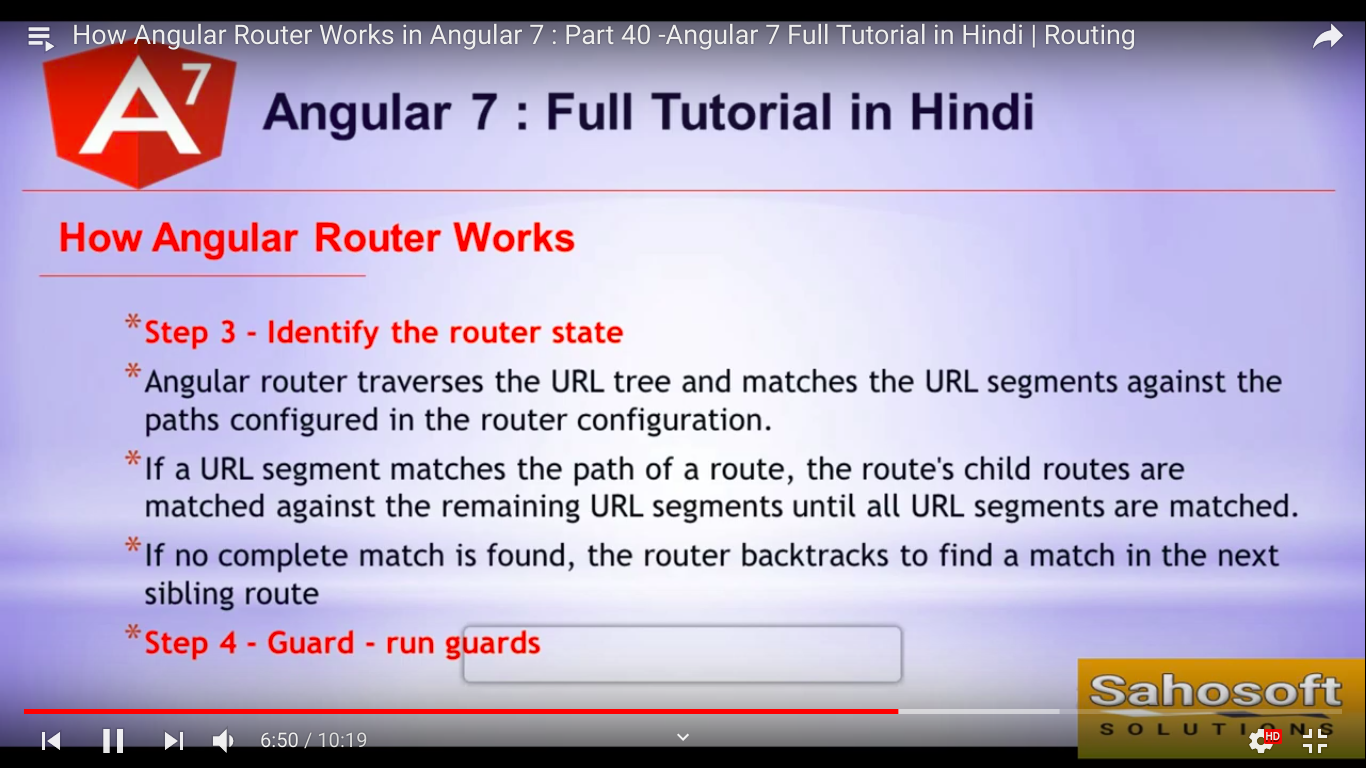 How Angular Router Works in Angular 7 : Part 40 -Angular 7 Full Tutorial in Hindi | Routing
A 7
Angular 7 : Full Tutorial in Hindi
How Angular Router Works
* Step 3 - Identify the router state
* Angular router traverses the URL tree and matches the URL segments against the
paths configured in the router configuration.
* If a URL segment matches the path of a route, the route's child routes are
matched against the remaining URL segments until all URL segments are matched.
* If no complete match is found, the router backtracks to find a match in the next
sibling route
* Step 4 - Guard - run guards
Sahosoft
SOLUTIONS
6:50 / 10:19
HD